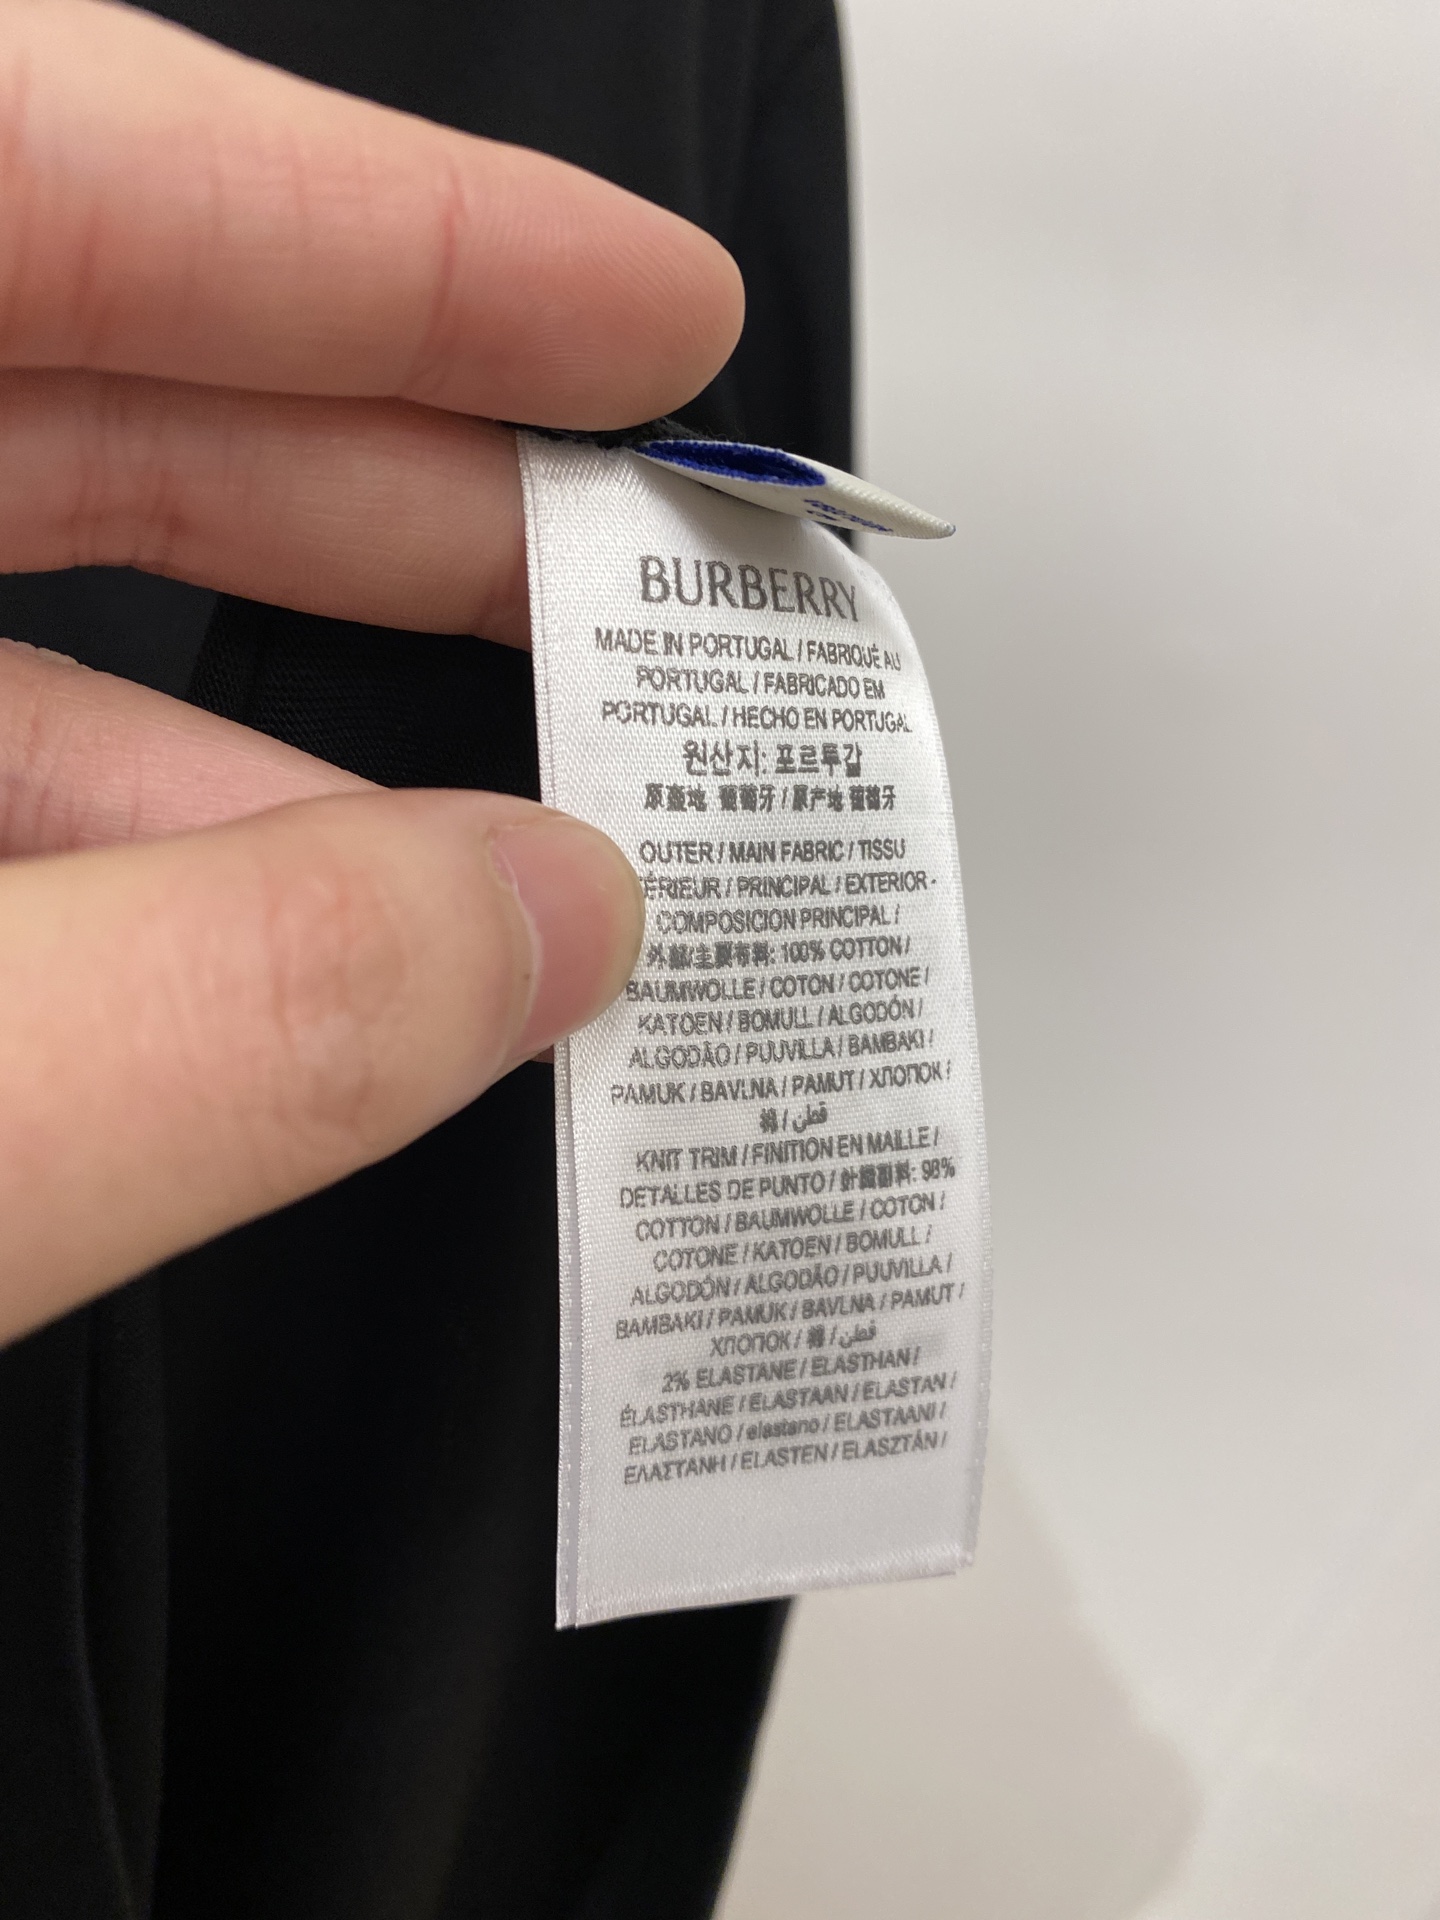 BURBERRY
MADE IN PORTUGAL / FABRIQUÉ AU
PORTUGAL / FABRICADO EM
PORTUGAL / HECHO EN PORTUGAL
원산지: 포르투갈
原產地 葡萄牙 / 原产地 葡萄牙
OUTER / MAIN FABRIC / TISSU
ÉRIEUR / PRINCIPAL / EXTERIOR -
COMPOSICION PRINCIPAL /
外部/主要布料: 100% COTTON /
BAUMWOLLE / COTON / COTONE /
KATOEN / BOMULL / ALGODÓN /
ALGODÃO / PUUVILLA / BAMBAKI /
PAMUK / BAVLNA / PAMUT / ХЛОПОК /
棉 / قطن
KNIT TRIM / FINITION EN MAILLE /
DETALLES DE PUNTO / 針織副料: 98%
COTTON / BAUMWOLLE / COTON /
COTONE / KATOEN / BOMULL /
ALGODÓN / ALGODÃO / PUUVILLA /
BAMBAKI / PAMUK / BAVLNA / PAMUT /
ХЛОПОК / 棉 / قطن
2% ELASTANE / ELASTHAN /
ÉLASTHANE / ELASTAAN / ELASTAN /
ELASTANO / elastano / ELASTAANI /
ΕΛΑΣΤΑΝΗ / ELASTEN / ELASZTÁN /